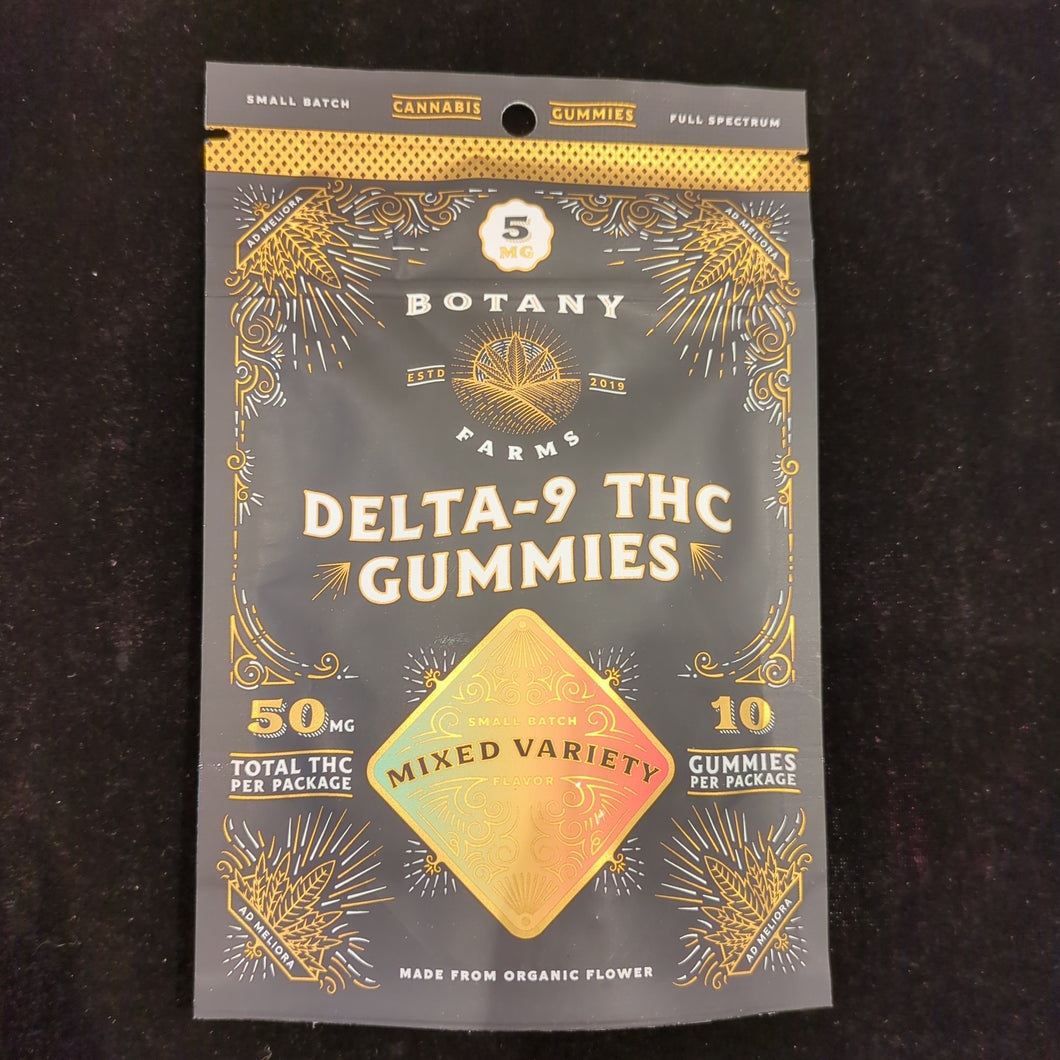 SMALL BATCH
CANNABIS GUMMIES
FULL SPECTRUM
AD MELIORA
AD MELIORA
5
MG
BOTANY
ESTD 2019
FARMS
DELTA-9 THC
GUMMIES
50MG
TOTAL THC
PER PACKAGE
SMALL BATCH
MIXED VARIETY
FLAVOR
10
GUMMIES
PER PACKAGE
AD MELIORA
AD MELIORA
MADE FROM ORGANIC FLOWER